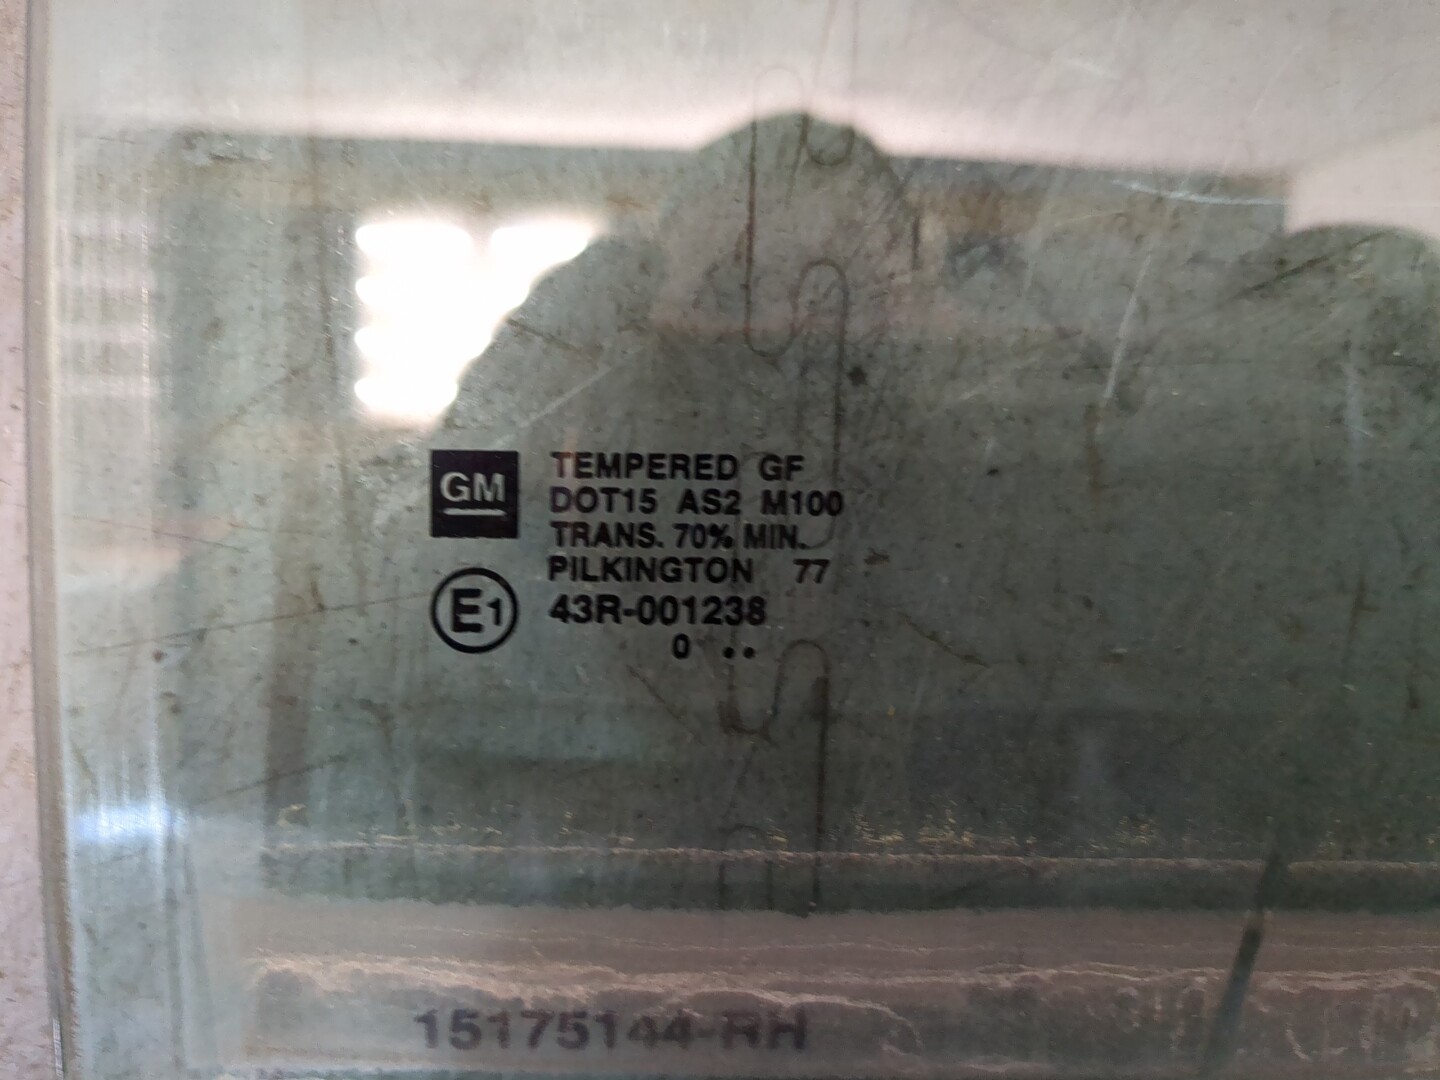 GM
TEMPERED GF
DOT15 AS2 M100
TRANS. 70% MIN.
PILKINGTON 77
E1
43R-001238
0 ..
15175144-RH